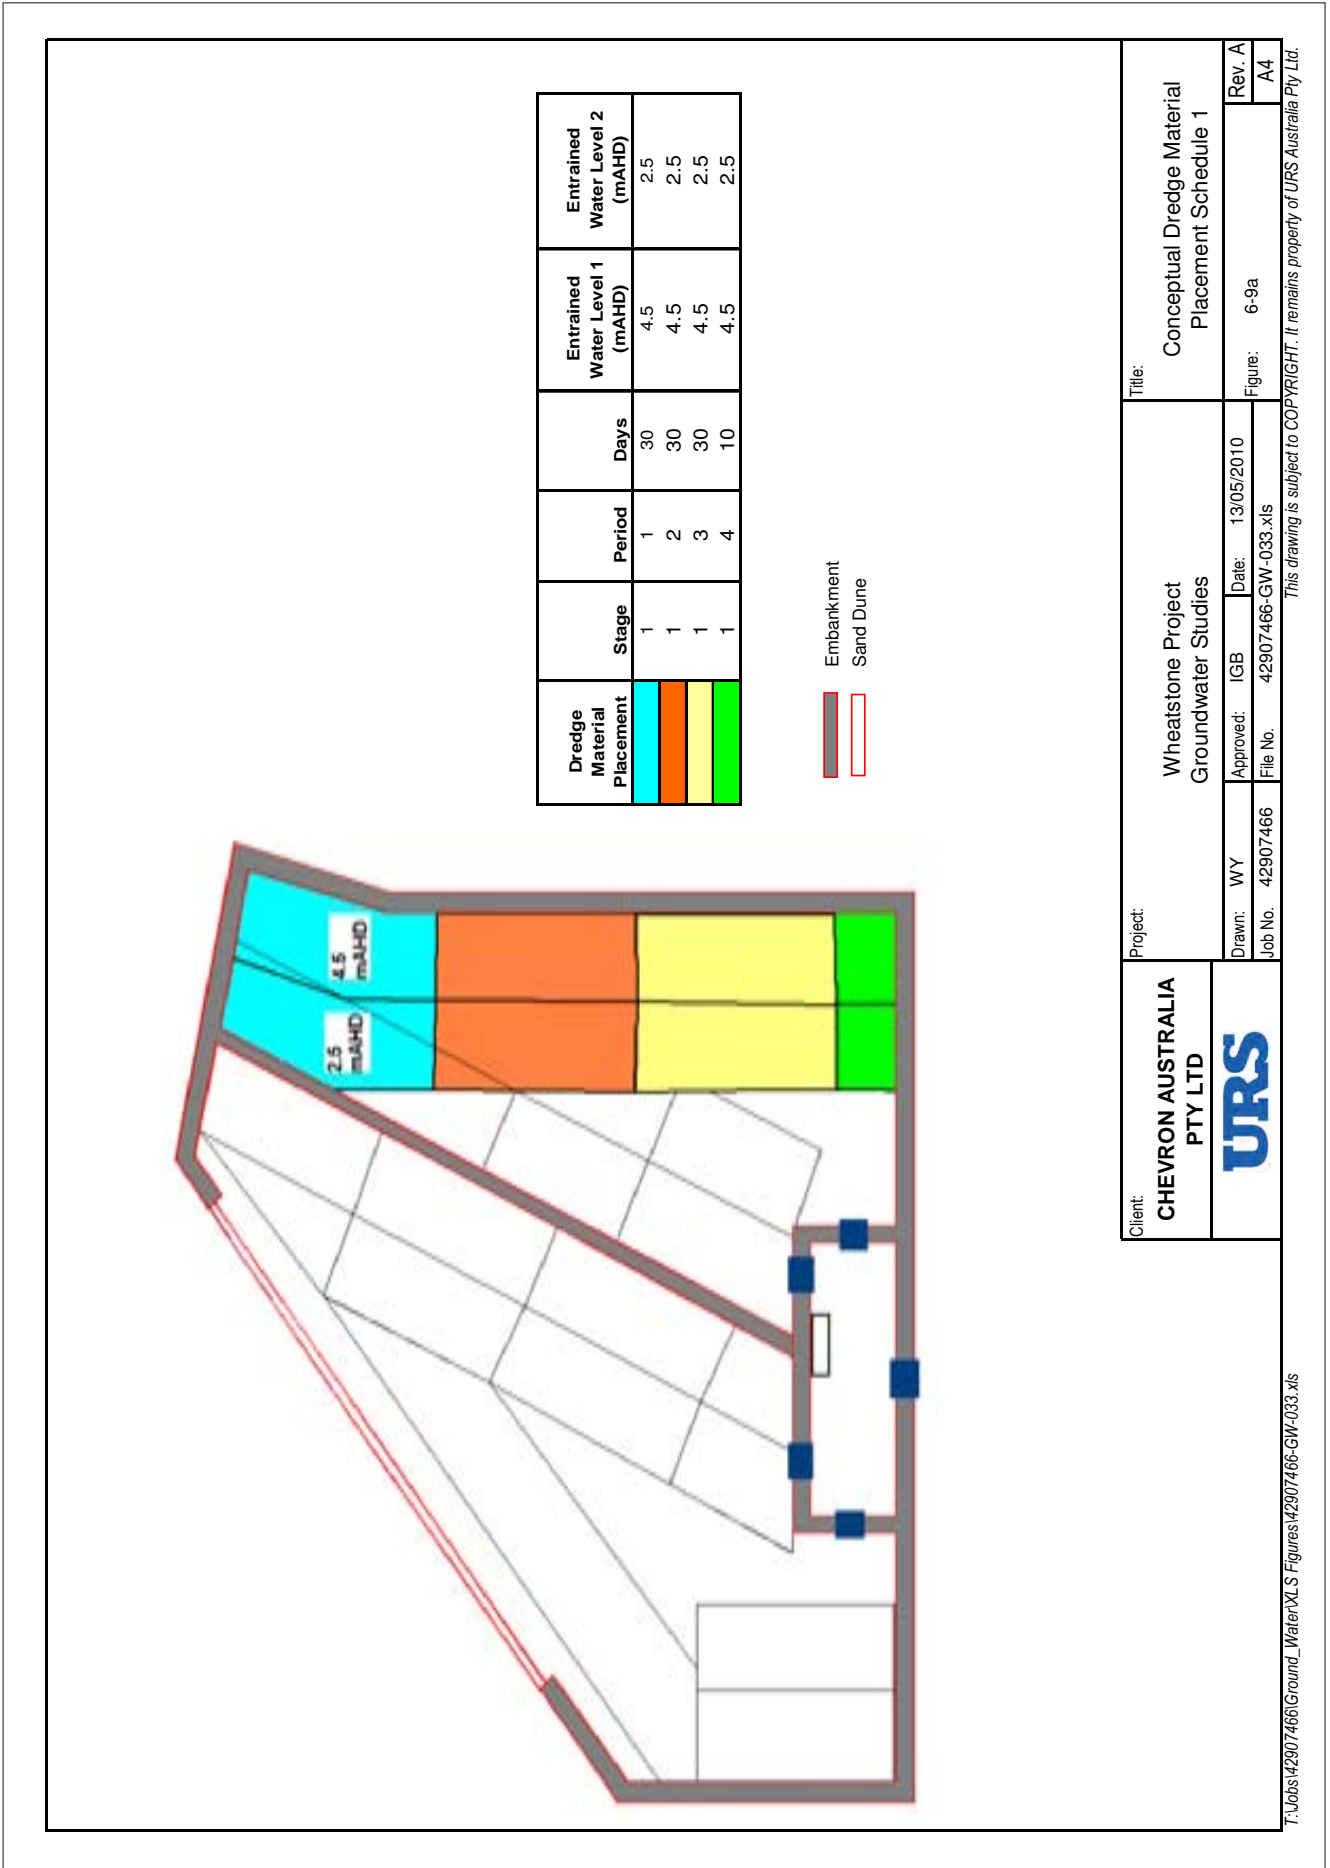 2.5
mAHD
4.5
mAHD
Dredge
Material
Placement
Stage
Period
Days
Entrained
Water Level 1
(mAHD)
Entrained
Water Level 2
(mAHD)
1 1 30 4.5 2.5
1 2 30 4.5 2.5
1 3 30 4.5 2.5
1 4 10 4.5 2.5
Embankment
Sand Dune
Client:
CHEVRON AUSTRALIA
PTY LTD
URS
Project:
Wheatstone Project
Groundwater Studies
Title:
Conceptual Dredge Material
Placement Schedule 1
Drawn: WY Approved: IGB Date: 13/05/2010
Job No. 42907466 File No. 42907466-GW-033.xls
Figure: 6-9a
Rev. A
A4
T:\Jobs\42907466\Ground_Water\XLS Figures\42907466-GW-033.xls
This drawing is subject to COPYRIGHT. It remains property of URS Australia Pty Ltd.